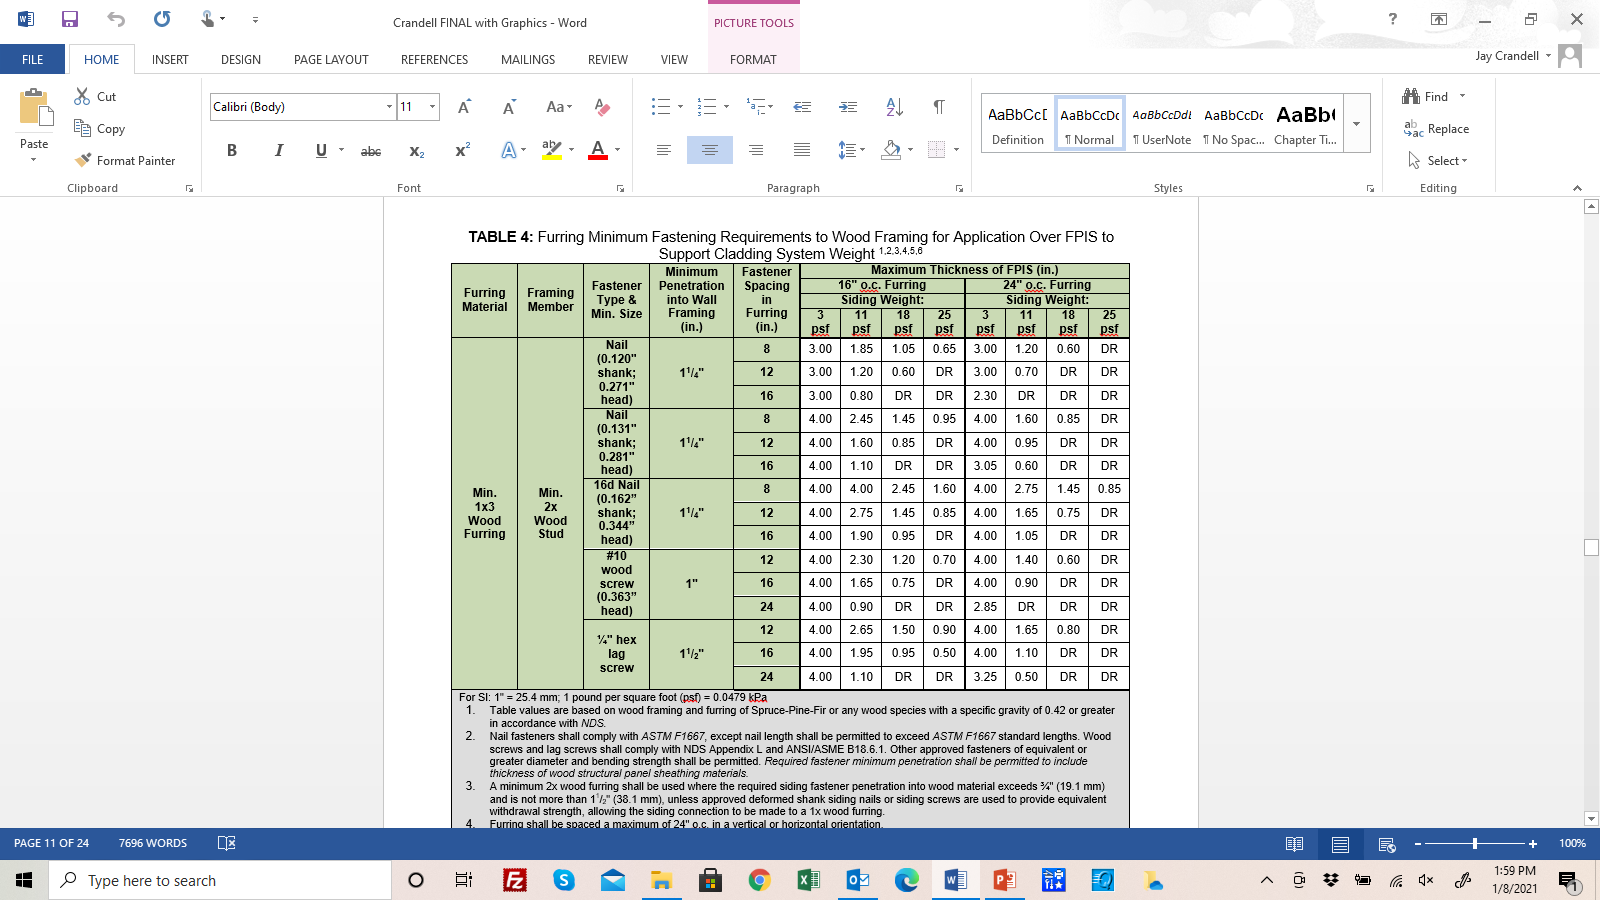 Crandell FINAL with Graphics - Word
PICTURE TOOLS
?
FILE
HOME
INSERT
DESIGN
PAGE LAYOUT
REFERENCES
MAILINGS
REVIEW
VIEW
FORMAT
Jay Crandell
Paste
Cut
Copy
Format Painter
Calibri (Body)
11
AaBbCcI
Definition
AaBbCcDc
¶ Normal
AaBbCcDdI
¶ UserNote
AaBbCcDc
¶ No Spac...
AaBb(
Chapter Ti...
Find
Replace
Select
Clipboard
Font
Paragraph
Styles
Editing
TABLE 4: Furring Minimum Fastening Requirements to Wood Framing for Application Over FPIS to
Support Cladding System Weight 1,2,3,4,5,6
Furring Material
Framing Member
Fastener Type & Min. Size
Minimum Penetration into Wall Framing (in.)
Fastener Spacing in Furring (in.)
Maximum Thickness of FPIS (in.)
16" o.c. Furring
24" o.c. Furring
Siding Weight:
Siding Weight:
3 psf
11 psf
18 psf
25 psf
3 psf
11 psf
18 psf
25 psf
Min. 1x3 Wood Furring
Min. 2x Wood Stud
Nail (0.120" shank; 0.271" head)
1 1/4"
8 3.00 1.85 1.05 0.65 3.00 1.20 0.60 DR
12 3.00 1.20 0.60 DR 3.00 0.70 DR DR
16 3.00 0.80 DR DR 2.30 DR DR DR
Nail (0.131" shank; 0.281" head)
1 1/4"
8 4.00 2.45 1.45 0.95 4.00 1.60 0.85 DR
12 4.00 1.60 0.85 DR 4.00 0.95 DR DR
16 4.00 1.10 DR DR 3.05 0.60 DR DR
16d Nail (0.162” shank; 0.344” head)
1 1/4"
8 4.00 4.00 2.45 1.60 4.00 2.75 1.45 0.85
12 4.00 2.75 1.45 0.85 4.00 1.65 0.75 DR
16 4.00 1.90 0.95 DR 4.00 1.05 DR DR
#10 wood screw (0.363” head)
1"
12 4.00 2.30 1.20 0.70 4.00 1.40 0.60 DR
16 4.00 1.65 0.75 DR 4.00 0.90 DR DR
24 4.00 0.90 DR DR 2.85 DR DR DR
¼" hex lag screw
1 1/2"
12 4.00 2.65 1.50 0.90 4.00 1.65 0.80 DR
16 4.00 1.95 0.95 0.50 4.00 1.10 DR DR
24 4.00 1.10 DR DR 3.25 0.50 DR DR
For SI: 1" = 25.4 mm; 1 pound per square foot (psf) = 0.0479 kPa
1. Table values are based on wood framing and furring of Spruce-Pine-Fir or any wood species with a specific gravity of 0.42 or greater
in accordance with NDS.
2. Nail fasteners shall comply with ASTM F1667, except nail length shall be permitted to exceed ASTM F1667 standard lengths. Wood
screws and lag screws shall comply with NDS Appendix L and ANSI/ASME B18.6.1. Other approved fasteners of equivalent or
greater diameter and bending strength shall be permitted. Required fastener minimum penetration shall be permitted to include
thickness of wood structural panel sheathing materials.
3. A minimum 2x wood furring shall be used where the required siding fastener penetration into wood material exceeds ¾" (19.1 mm)
and is not more than 1 1/2" (38.1 mm), unless approved deformed shank siding nails or siding screws are used to provide equivalent
withdrawal strength, allowing the siding connection to be made to a 1x wood furring.
4. Furring shall be spaced a maximum of 24" o.c. in a vertical or horizontal orientation.
PAGE 11 OF 24
7696 WORDS
100%
Type here to search
1:59 PM
1/8/2021
1